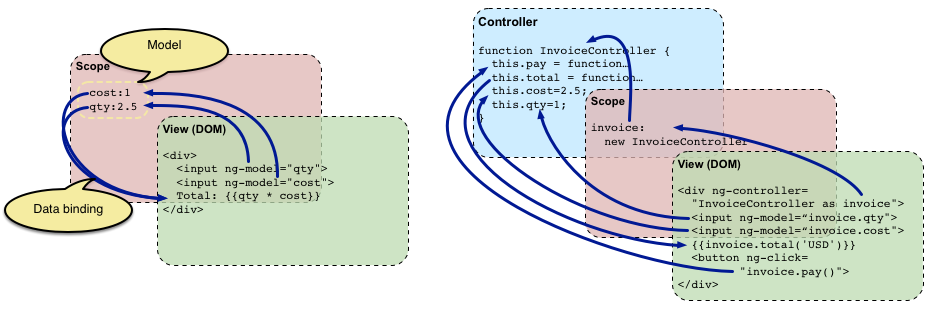 Model
Scope
cost:1
qty:2.5
View (DOM)
<div>
<input ng-model="qty">
<input ng-model="cost">
Total: {{qty * cost}}
</div>
Data binding
Controller
function InvoiceController {
this.pay = function…
this.total = function…
this.cost=2.5;
this.qty=1;
}
Scope
invoice:
new InvoiceController
View (DOM)
<div ng-controller=
"InvoiceController as invoice">
<input ng-model=“invoice.qty">
<input ng-model=“invoice.cost">
{{invoice.total('USD')}}
<button ng-click=
"invoice.pay()">
</div>